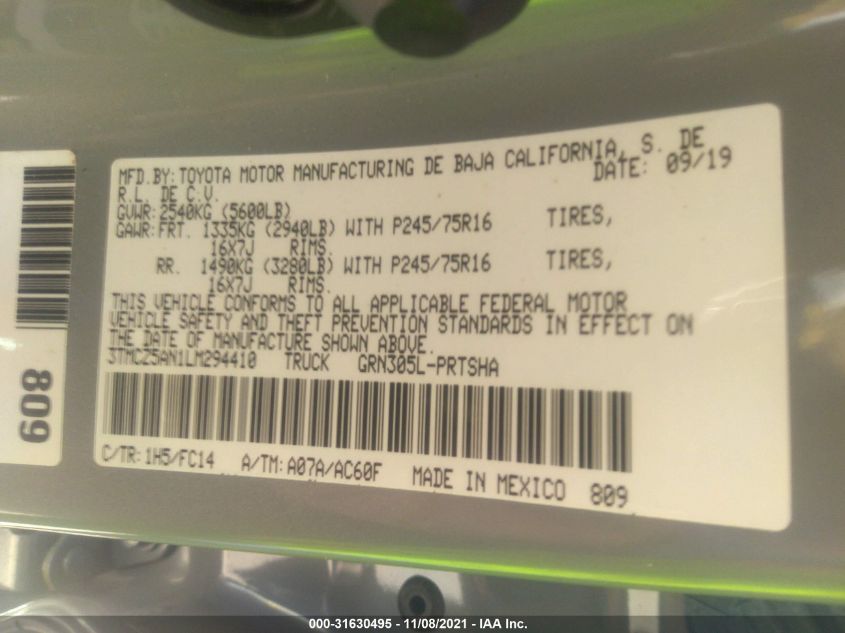 MFD.BY: TOYOTA MOTOR MANUFACTURING DE BAJA CALIFORNIA, S. DE
R.L. DE C.V. DATE: 09/19
GVWR: 2540KG (5600LB)
GAWR: FRT. 1335KG (2940LB) WITH P245/75R16 TIRES,
16X7J RIMS.
RR. 1490KG (3280LB) WITH P245/75R16 TIRES,
16X7J RIMS.
THIS VEHICLE CONFORMS TO ALL APPLICABLE FEDERAL MOTOR
VEHICLE SAFETY AND THEFT PREVENTION STANDARDS IN EFFECT ON
THE DATE OF MANUFACTURE SHOWN ABOVE.
3TMCZ5AN1LM294410 TRUCK GRN305L-PRTSHA
C/TR: 1H5/FC14 A/TM: A07A/AC60F MADE IN MEXICO 809
809
000-31630495 - 11/08/2021 - IAA Inc.